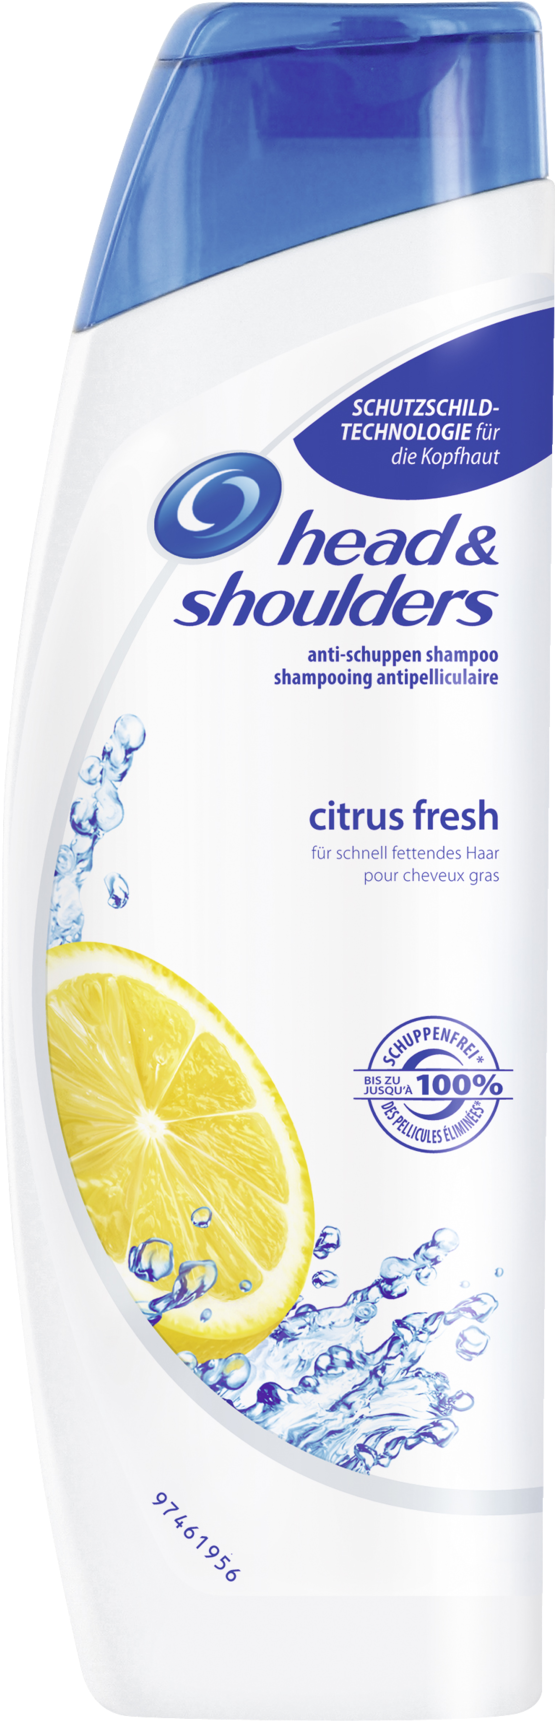 SCHUTZSCHILD-
TECHNOLOGIE für
die Kopfhaut
head &
shoulders
anti-schuppen shampoo
shampooing antipelliculaire
citrus fresh
für schnell fettendes Haar
pour cheveux gras
SCHUPPENFREI*
BIS ZU
JUSQU'À 100%
DES PELLICULES ÉLIMINÉES*
97461956